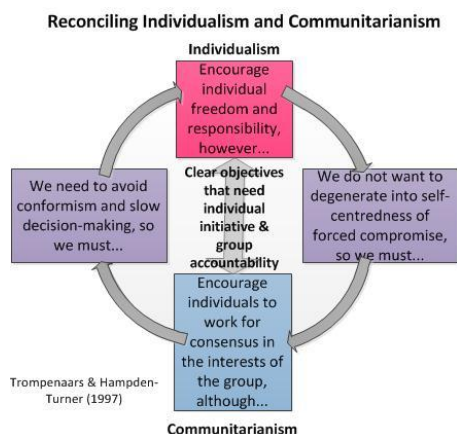 Reconciling Individualism and Communitarianism
Individualism
Encourage
individual
freedom and
responsibility,
however...
We need to avoid
conformism and slow
decision-making, so
we must...
Clear objectives
that need
individual
initiative &
group
accountability
We do not want to
degenerate into self-
centredness of
forced compromise,
so we must...
Encourage
individuals to
work for
consensus in
the interests of
the group,
although...
Trompenaars & Hampden-
Turner (1997)
Communitarianism